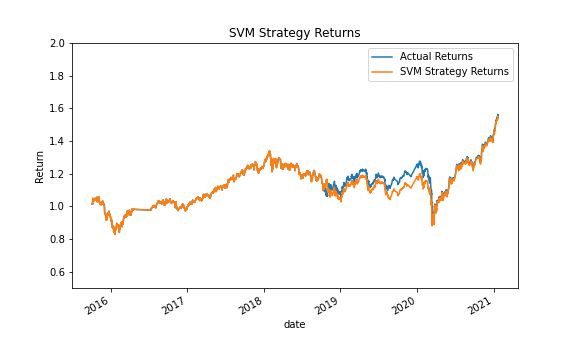 SVM Strategy Returns
Actual Returns
SVM Strategy Returns
Return
2.0
1.8
1.6
1.4
1.2
1.0
0.8
0.6
2016
2017
2018
2019
2020
2021
date